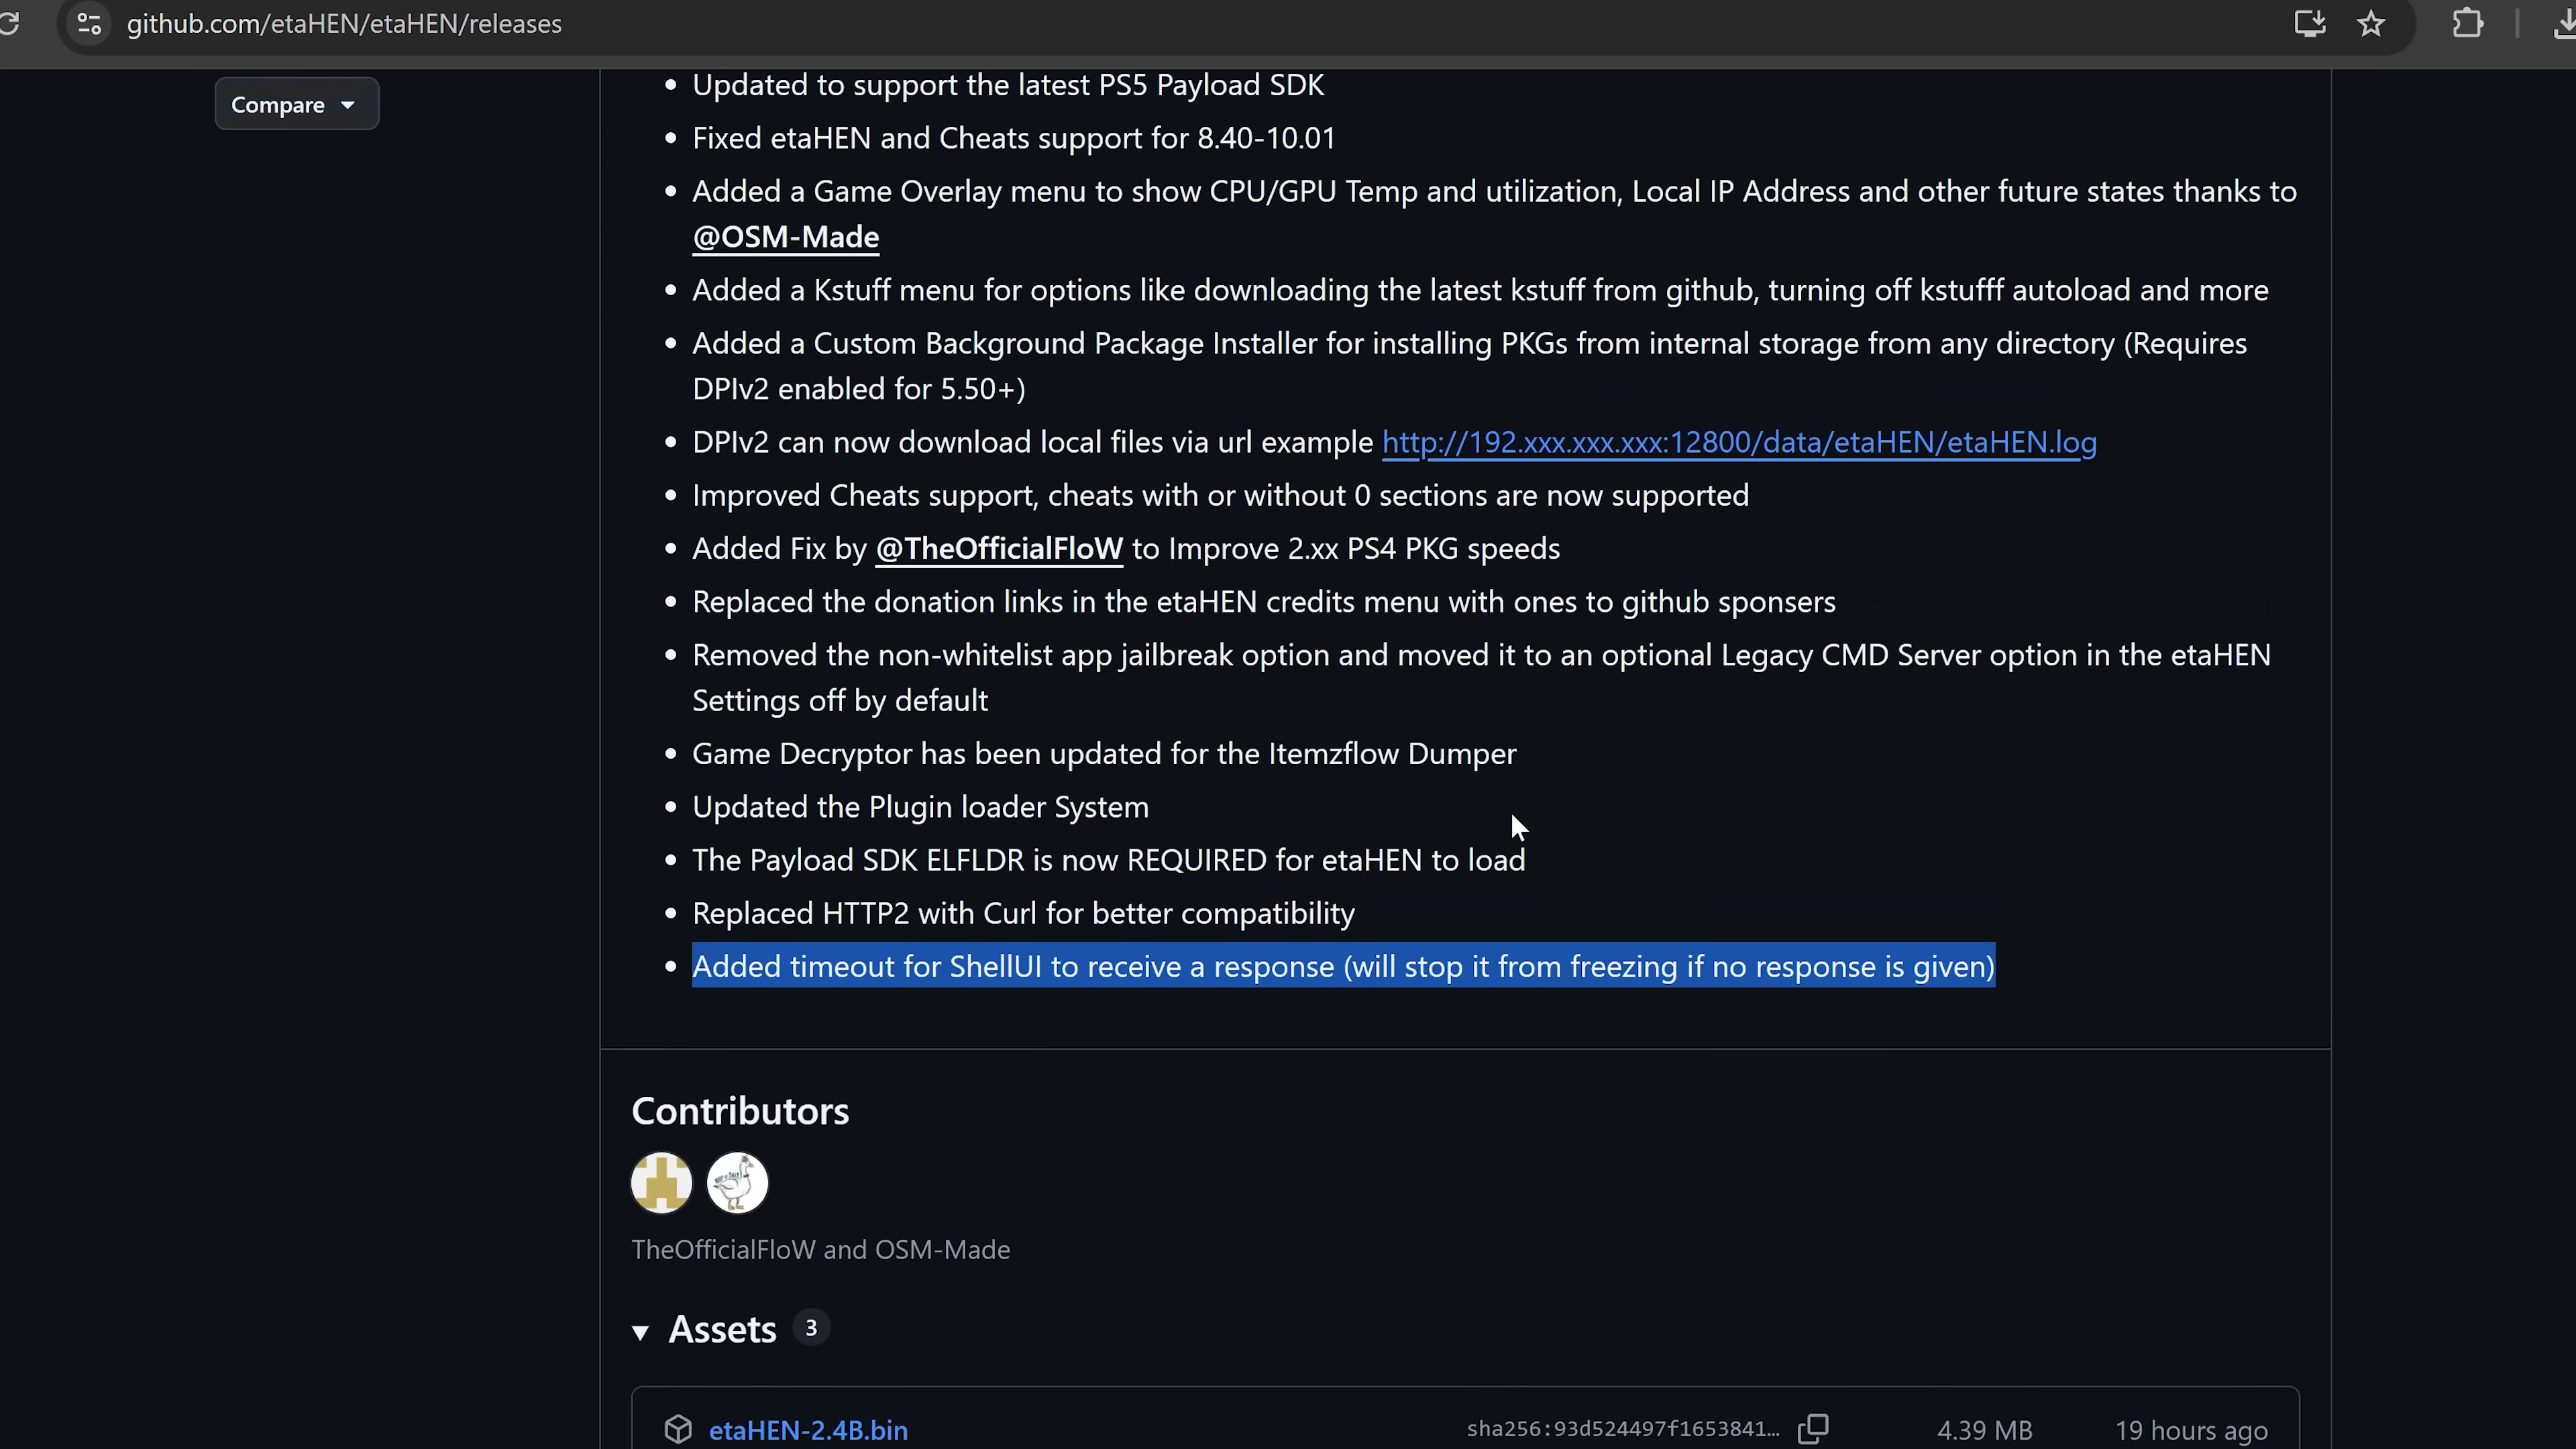 github.com/etaHEN/etaHEN/releases
Compare
Updated to support the latest PS5 Payload SDK
Fixed etaHEN and Cheats support for 8.40-10.01
Added a Game Overlay menu to show CPU/GPU Temp and utilization, Local IP Address and other future states thanks to
@OSM-Made
Added a Kstuff menu for options like downloading the latest kstuff from github, turning off kstufff autoload and more
Added a Custom Background Package Installer for installing PKGs from internal storage from any directory (Requires
DPIv2 enabled for 5.50+)
DPIv2 can now download local files via url example http://192.xxx.xxx.xxx:12800/data/etaHEN/etaHEN.log
Improved Cheats support, cheats with or without 0 sections are now supported
Added Fix by @TheOfficialFloW to Improve 2.xx PS4 PKG speeds
Replaced the donation links in the etaHEN credits menu with ones to github sponsers
Removed the non-whitelist app jailbreak option and moved it to an optional Legacy CMD Server option in the etaHEN
Settings off by default
Game Decryptor has been updated for the Itemzflow Dumper
Updated the Plugin loader System
The Payload SDK ELFLDR is now REQUIRED for etaHEN to load
Replaced HTTP2 with Curl for better compatibility
Added timeout for ShellUI to receive a response (will stop it from freezing if no response is given)
Contributors
TheOfficialFloW and OSM-Made
Assets 3
etaHEN-2.4B.bin sha256:93d524497f1653841... 4.39 MB 19 hours ago